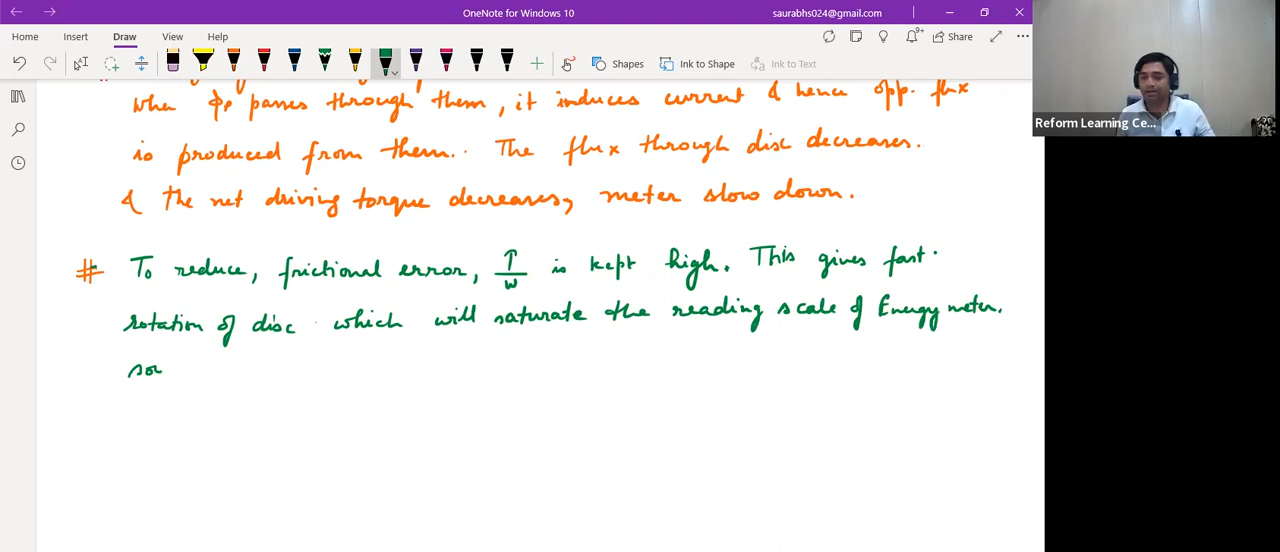 OneNote for Windows 10
saurabhs024@gmail.com
Home Insert Draw View Help
9+ Share
Shapes Ink to Shape Ink to Text
Reform Learning Ce...
when ϕp passes through them, it induces current & hence opp. flux
is produced from them.. The flux through disc decreases.
& the net driving torque decreases, meter slow down.
# To reduce, frictional error, T/w is kept high. This gives fast.
rotation of disc which will saturate the reading scale of Energy meter.